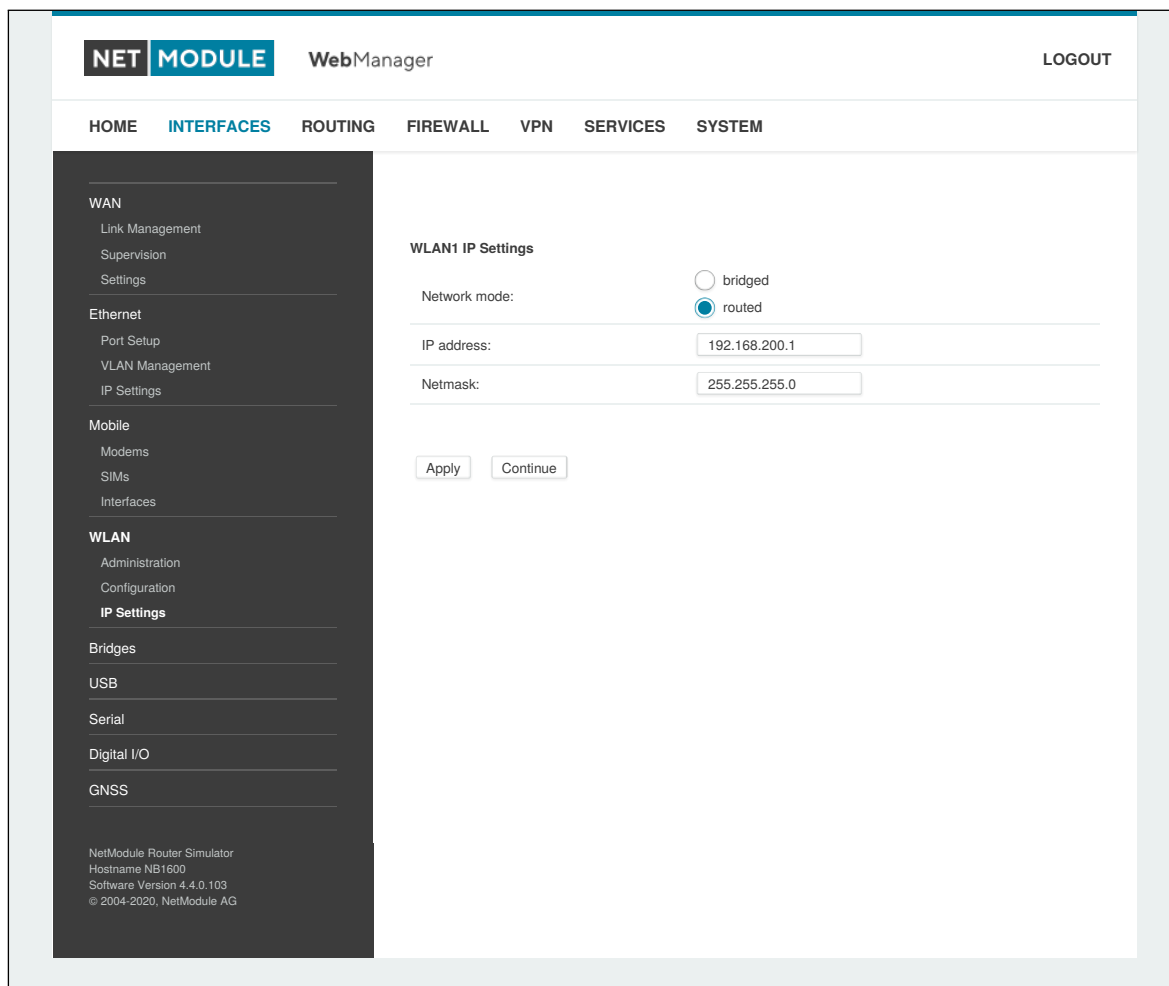 NET MODULE WebManager LOGOUT
HOME INTERFACES ROUTING FIREWALL VPN SERVICES SYSTEM
WAN
Link Management
Supervision
Settings
Ethernet
Port Setup
VLAN Management
IP Settings
Mobile
Modems
SIMs
Interfaces
WLAN
Administration
Configuration
IP Settings
Bridges
USB
Serial
Digital I/O
GNSS
NetModule Router Simulator
Hostname NB1600
Software Version 4.4.0.103
© 2004-2020, NetModule AG
WLAN1 IP Settings
Network mode:
bridged
routed
IP address: 192.168.200.1
Netmask: 255.255.255.0
Apply Continue